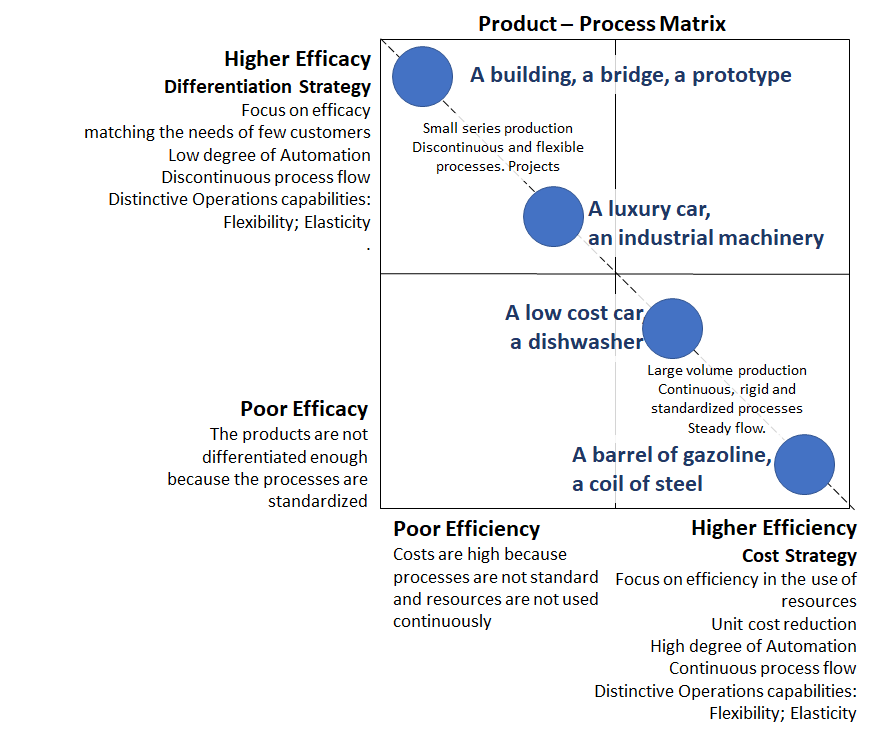 Product – Process Matrix
Higher Efficacy
Differentiation Strategy
Focus on efficacy
matching the needs of few customers
Low degree of Automation
Discontinuous process flow
Distinctive Operations capabilities:
Flexibility; Elasticity
.
A building, a bridge, a prototype
Small series production
Discontinuous and flexible
processes. Projects
A luxury car,
an industrial machinery
A low cost car
a dishwasher
Large volume production
Continuous, rigid and
standardized processes
Steady flow.
Poor Efficacy
The products are not
differentiated enough
because the processes are
standardized
A barrel of gazoline,
a coil of steel
Poor Efficiency
Costs are high because
processes are not standard
and resources are not used
continuously
Higher Efficiency
Cost Strategy
Focus on efficiency in the use of
resources
Unit cost reduction
High degree of Automation
Continuous process flow
Distinctive Operations capabilities:
Flexibility; Elasticity